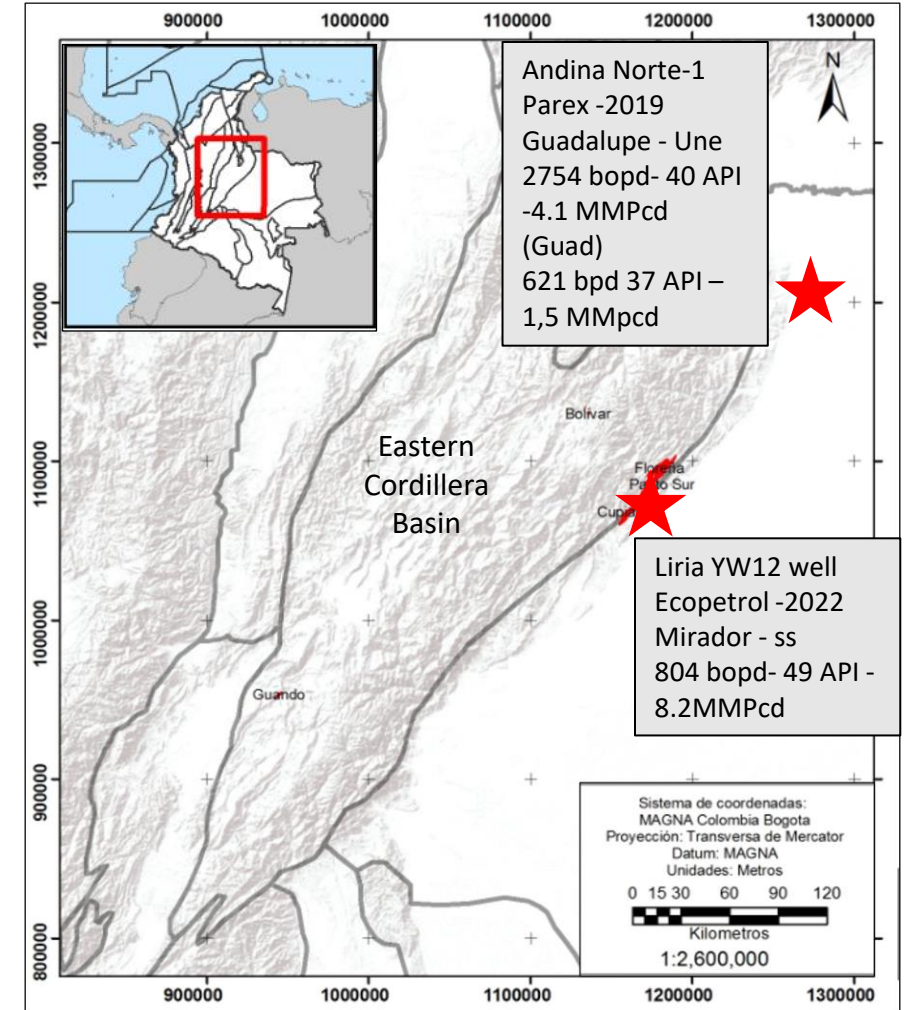 900000
1000000
1100000
1200000
1300000
1300000
1200000
1100000
1000000
900000
800000
N
Andina Norte-1
Parex -2019
Guadalupe - Une
2754 bopd- 40 API
-4.1 MMPcd
(Guad)
621 bpd 37 API –
1,5 MMpcd
Bolívar
Eastern
Cordillera
Basin
Floreña
Sur
Guando
Liria YW12 well
Ecopetrol -2022
Mirador - ss
804 bopd- 49 API -
8.2MMPcd
Sistema de coordenadas:
MAGNA Colombia Bogota
Proyección: Transversa de Mercator
Datum: MAGNA
Unidades: Metros
0 15 30 60 90 120
Kilometros
1:2,600,000
900000
1000000
1100000
1200000
1300000